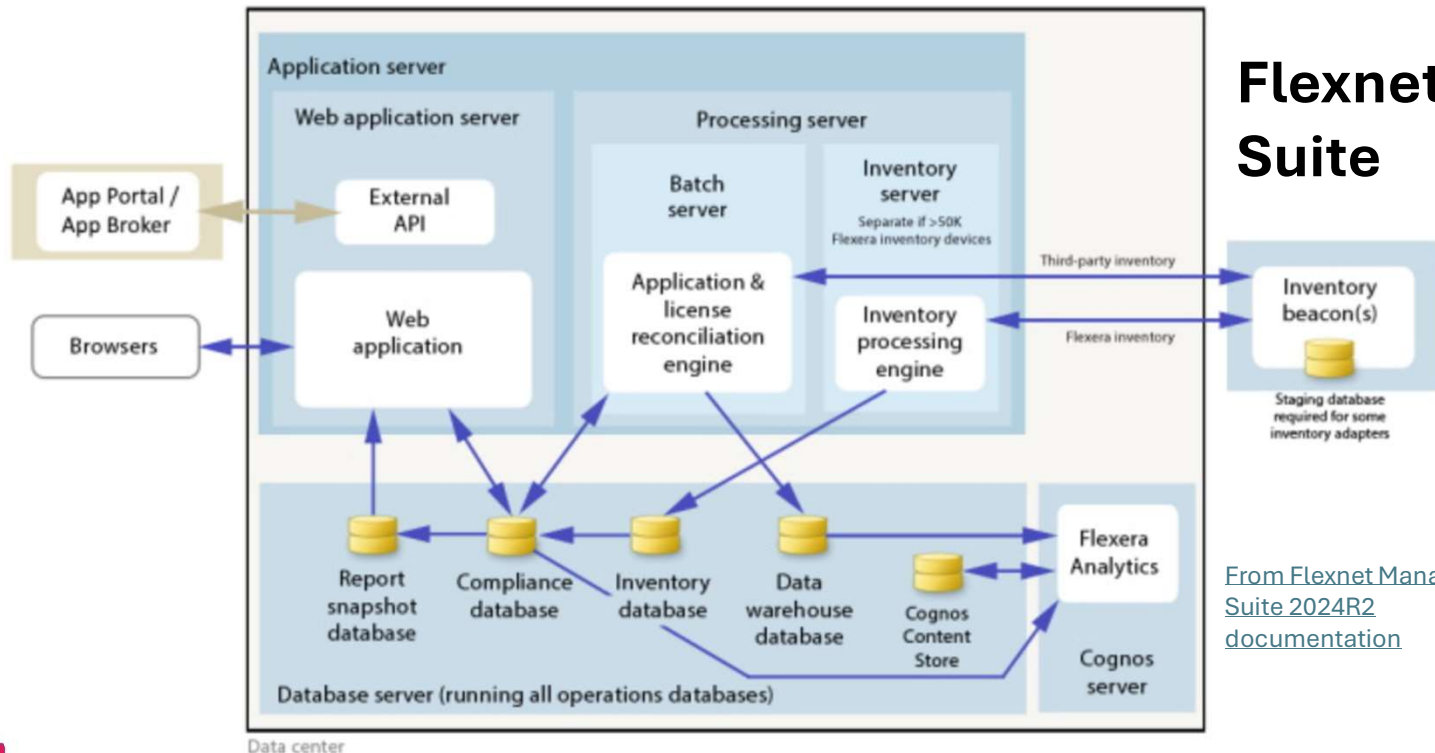 Application server
Web application server
Processing server
Flexnet
Suite
App Portal /
App Broker
External
API
Batch
server
Inventory
server
Separate if >50K
Flexera inventory devices
Browsers
Web
application
Application &
license
reconciliation
engine
Inventory
processing
engine
Third-party inventory
Flexera inventory
Inventory
beacon(s)
Staging database
required for some
inventory adapters
Report
snapshot
database
Compliance
database
Inventory
database
Data
warehouse
database
Cognos
Content
Store
Flexera
Analytics
Cognos
server
Database server (running all operations databases)
Data center
From Flexnet Mana
Suite 2024R2
documentation